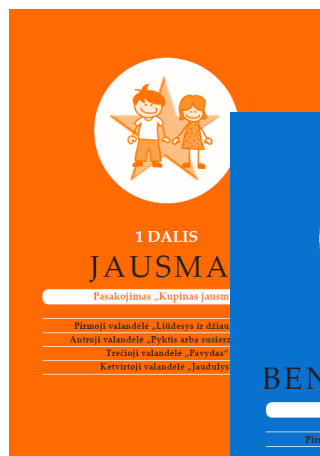 1 DALIS
JAUSMA
Pasakojimas „Kupinas jausm
Pirmoji valandėlė „Liūdesys ir džiau
Antroji valandėlė „Pyktis arba susierz
Trečioji valandėlė „Pavydas“
Ketvirtoji valandėlė „Jaudulys
BEN
Pirm